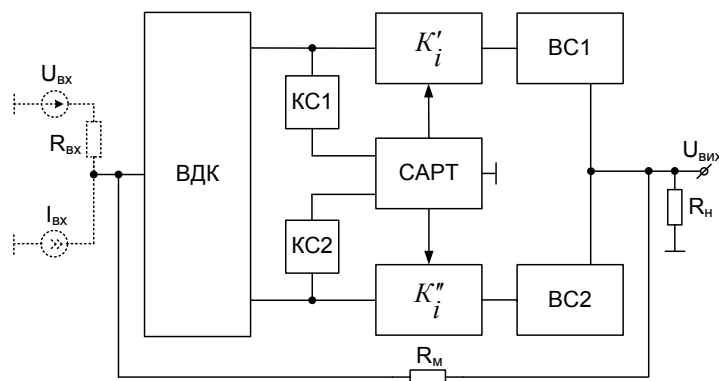 K′i
ВС1
Uвх
КС1
Rвх
ВДК
САРТ
Uвих
Iвх
Rн
КС2
K″i
ВС2
Rм